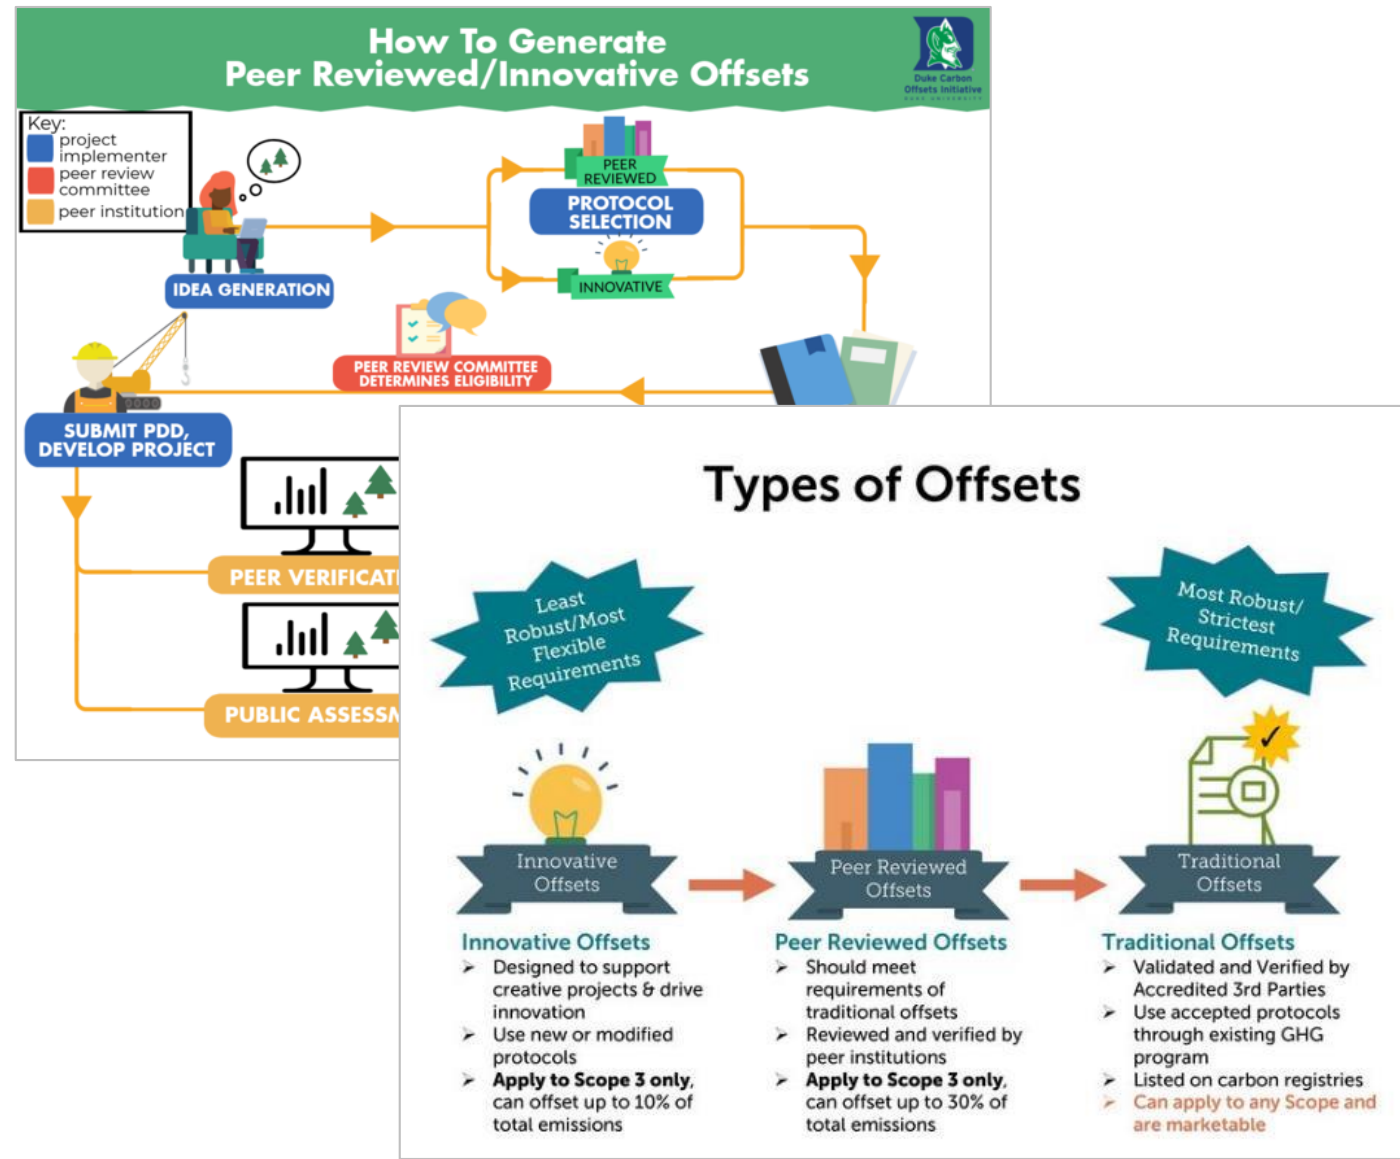 How To Generate
Peer Reviewed/Innovative Offsets
Duke Carbon
Offsets Initiative
DUKE UNIVERSITY
Key:
project
implementer
peer review
committee
peer institution
IDEA GENERATION
PEER
REVIEWED
PROTOCOL
SELECTION
INNOVATIVE
PEER REVIEW COMMITTEE
DETERMINES ELIGIBILITY
SUBMIT PDD,
DEVELOP PROJECT
PEER VERIFICATI
PUBLIC ASSESSM
Types of Offsets
Least
Robust/Most
Flexible
Requirements
Most Robust/
Strictest
Requirements
Innovative
Offsets
Peer Reviewed
Offsets
Traditional
Offsets
Innovative Offsets
➢ Designed to support
creative projects & drive
innovation
➢ Use new or modified
protocols
➢ Apply to Scope 3 only,
can offset up to 10% of
total emissions
Peer Reviewed Offsets
➢ Should meet
requirements of
traditional offsets
➢ Reviewed and verified by
peer institutions
➢ Apply to Scope 3 only,
can offset up to 30% of
total emissions
Traditional Offsets
➢ Validated and Verified by
Accredited 3rd Parties
➢ Use accepted protocols
through existing GHG
program
➢ Listed on carbon registries
➢ Can apply to any Scope and
are marketable